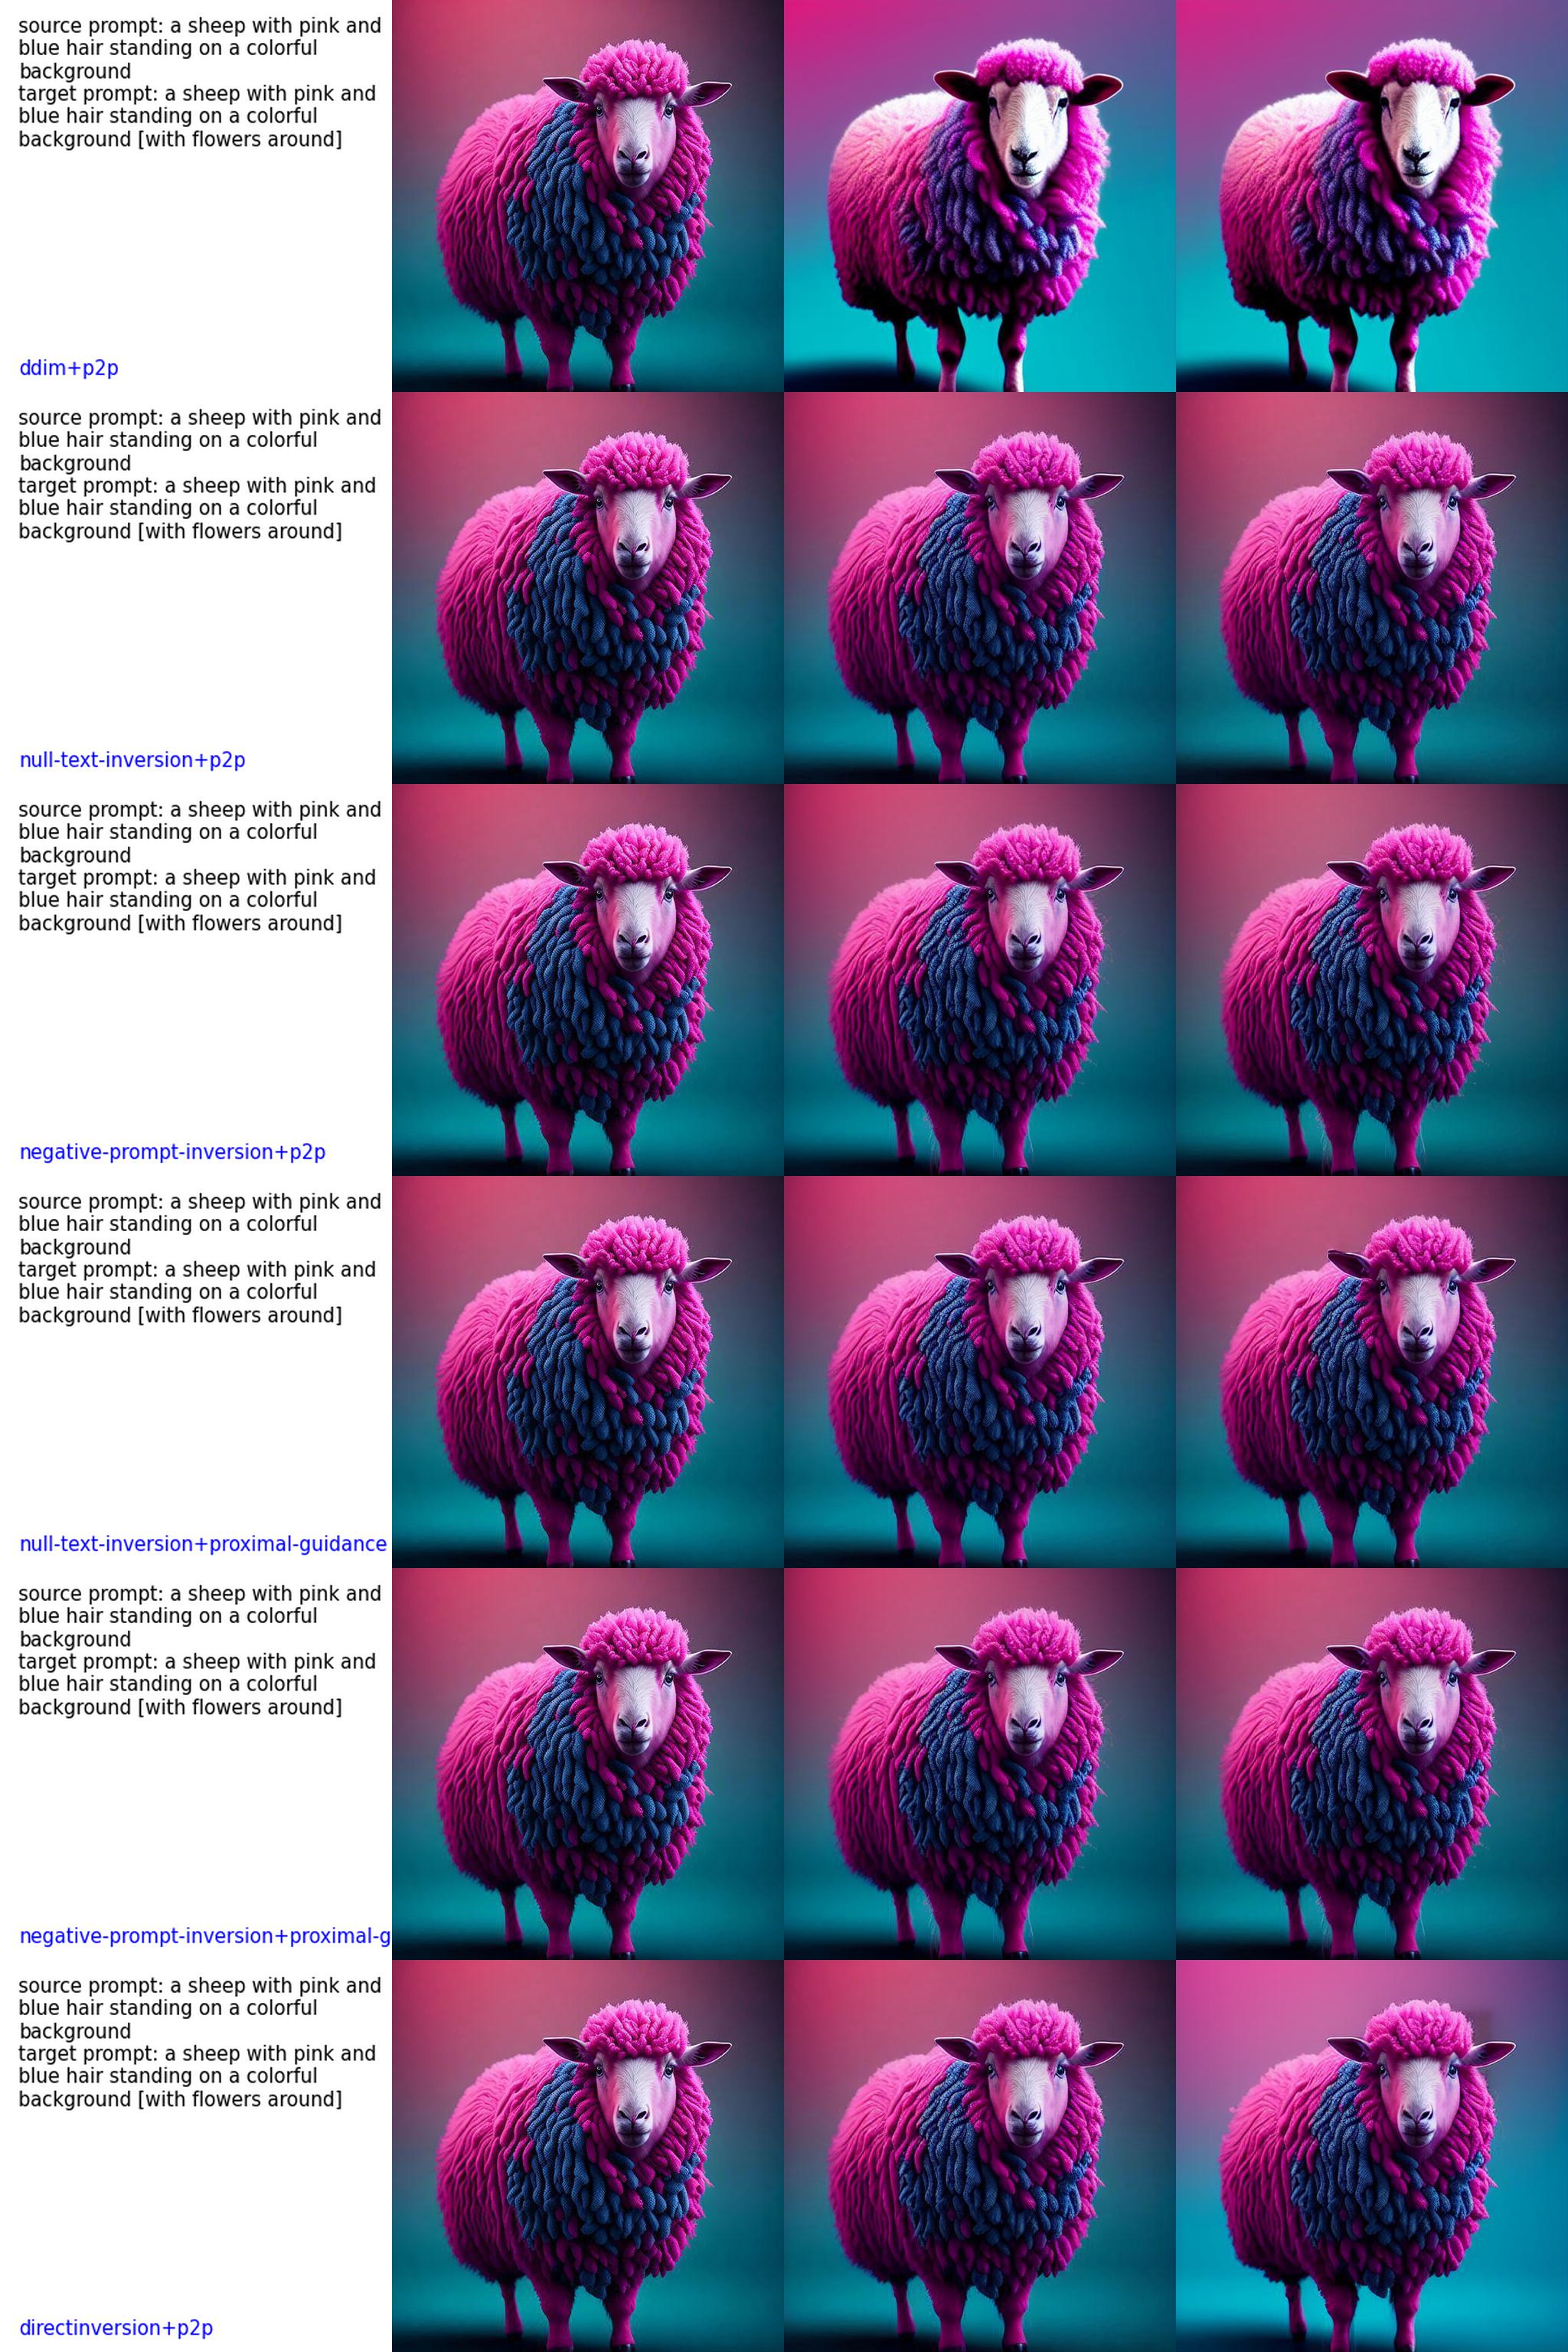 source prompt: a sheep with pink and
blue hair standing on a colorful
background
target prompt: a sheep with pink and
blue hair standing on a colorful
background [with flowers around]
ddim+p2p
source prompt: a sheep with pink and
blue hair standing on a colorful
background
target prompt: a sheep with pink and
blue hair standing on a colorful
background [with flowers around]
null-text-inversion+p2p
source prompt: a sheep with pink and
blue hair standing on a colorful
background
target prompt: a sheep with pink and
blue hair standing on a colorful
background [with flowers around]
negative-prompt-inversion+p2p
source prompt: a sheep with pink and
blue hair standing on a colorful
background
target prompt: a sheep with pink and
blue hair standing on a colorful
background [with flowers around]
null-text-inversion+proximal-guidance
source prompt: a sheep with pink and
blue hair standing on a colorful
background
target prompt: a sheep with pink and
blue hair standing on a colorful
background [with flowers around]
negative-prompt-inversion+proximal-g
source prompt: a sheep with pink and
blue hair standing on a colorful
background
target prompt: a sheep with pink and
blue hair standing on a colorful
background [with flowers around]
directinversion+p2p